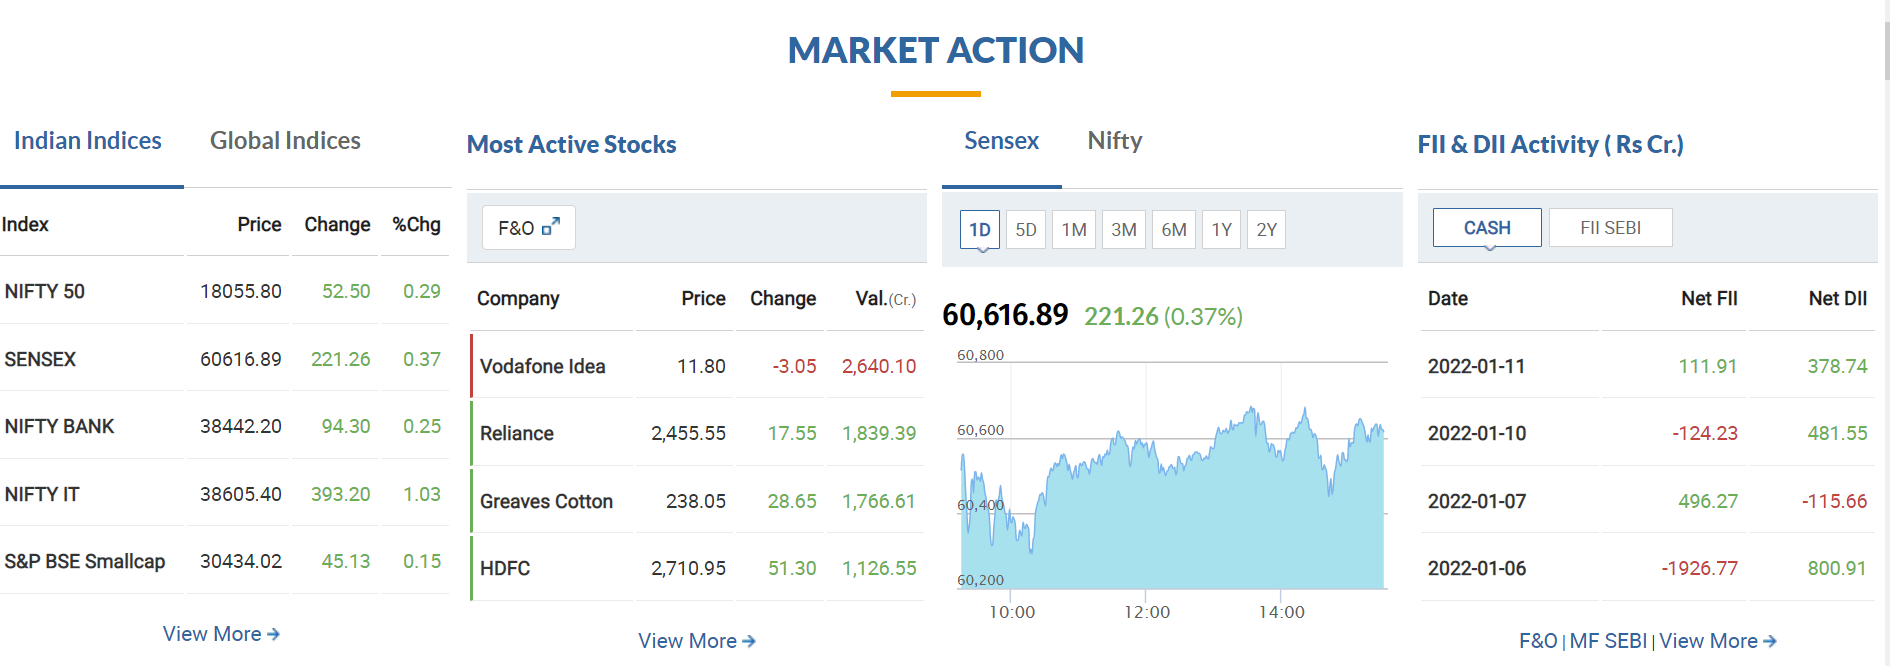 MARKET ACTION
Indian Indices Global Indices
Index Price Change %Chg
NIFTY 50 18055.80 52.50 0.29
SENSEX 60616.89 221.26 0.37
NIFTY BANK 38442.20 94.30 0.25
NIFTY IT 38605.40 393.20 1.03
S&P BSE Smallcap 30434.02 45.13 0.15
View More
Most Active Stocks
F&O
Company Price Change Val.(Cr.)
Vodafone Idea 11.80 -3.05 2,640.10
Reliance 2,455.55 17.55 1,839.39
Greaves Cotton 238.05 28.65 1,766.61
HDFC 2,710.95 51.30 1,126.55
View More
Sensex Nifty
1D 5D 1M 3M 6M 1Y 2Y
60,616.89 221.26 (0.37%)
60,800
60,600
60,400
60,200
10:00 12:00 14:00
FII & DII Activity ( Rs Cr.)
CASH FII SEBI
Date Net FII Net DII
2022-01-11 111.91 378.74
2022-01-10 -124.23 481.55
2022-01-07 496.27 -115.66
2022-01-06 -1926.77 800.91
F&O | MF SEBI | View More